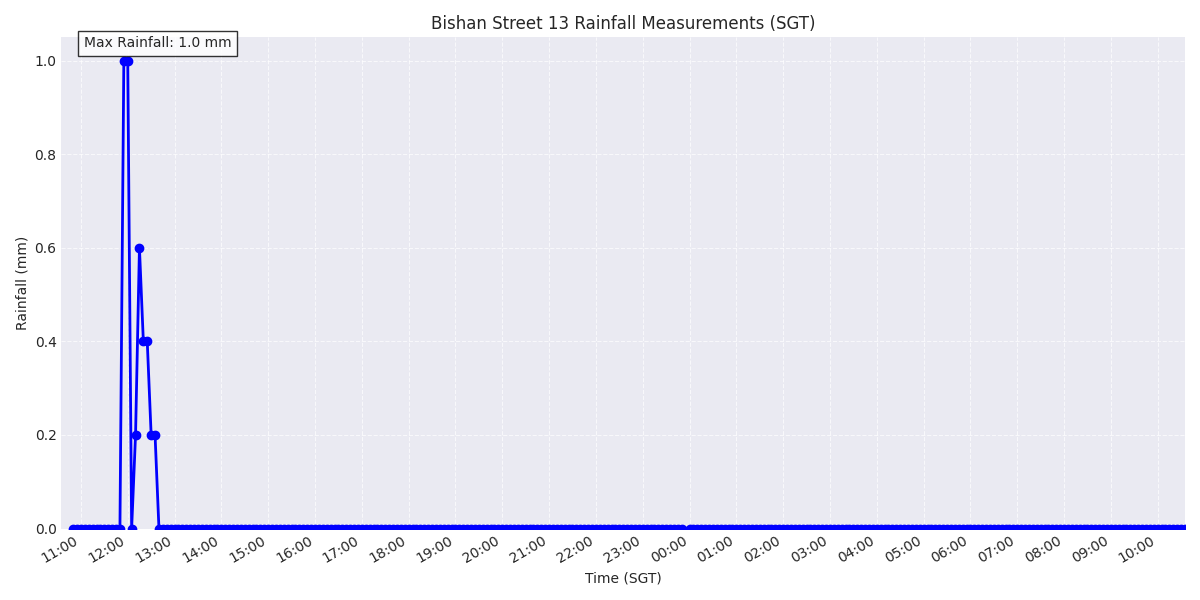 Bishan Street 13 Rainfall Measurements (SGT)
Max Rainfall: 1.0 mm
1.0
0.8
0.6
0.4
0.2
0.0
Rainfall (mm)
11:00 12:00 13:00 14:00 15:00 16:00 17:00 18:00 19:00 20:00 21:00 22:00 23:00 00:00 01:00 02:00 03:00 04:00 05:00 06:00 07:00 08:00 09:00 10:00
Time (SGT)